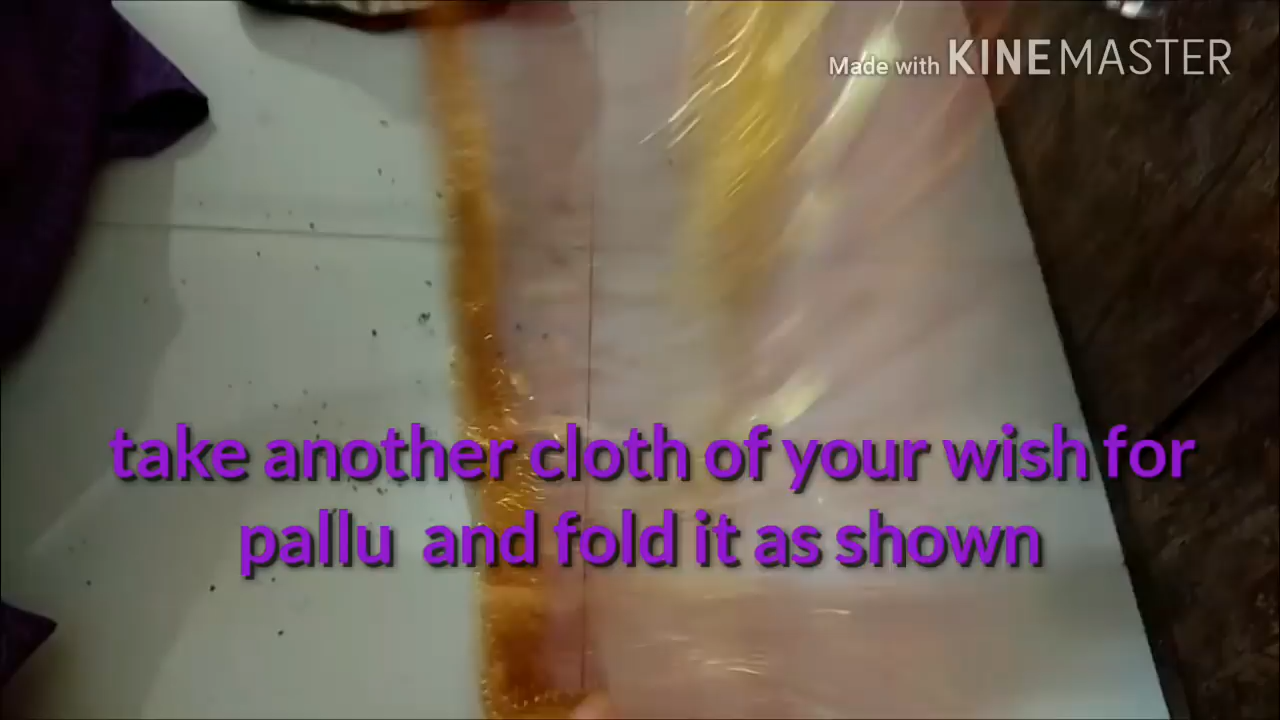 Made with KINEMASTER
take another cloth of your wish for
pallu and fold it as shown